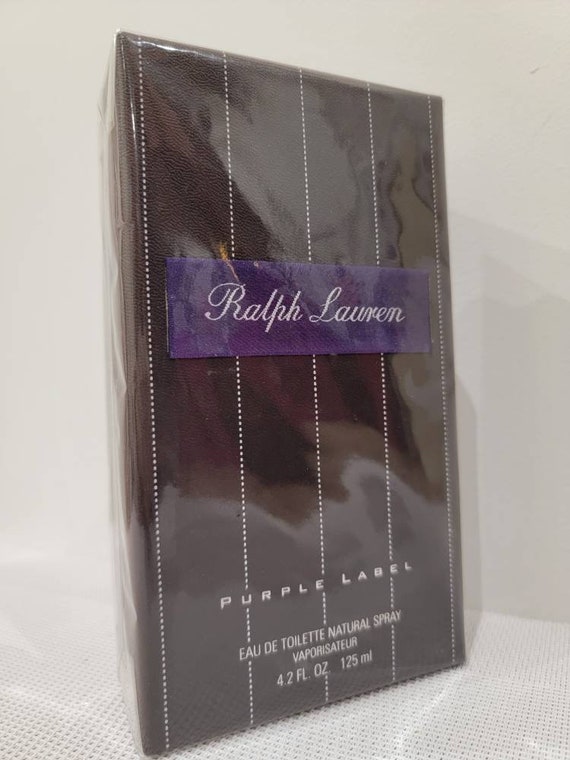 Ralph Lauren
PURPLE LABEL
EAU DE TOILETTE NATURAL SPRAY
VAPORISATEUR
4.2 FL. OZ. 125 ml